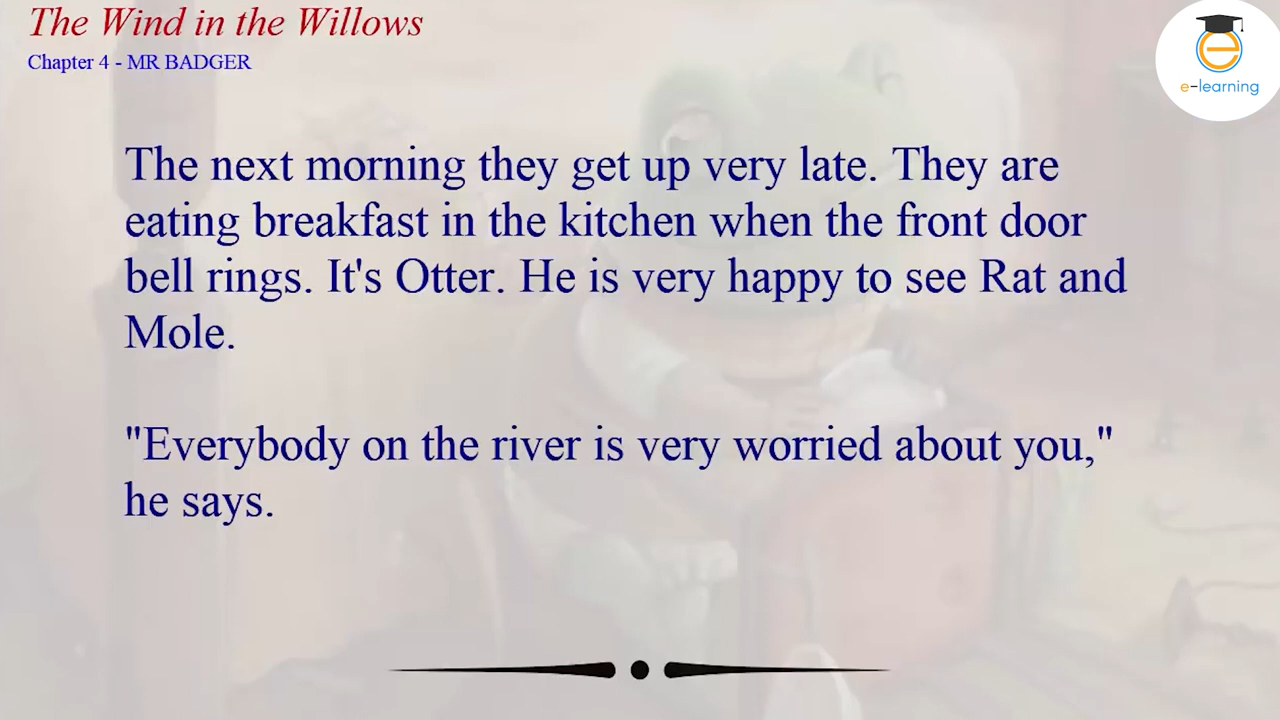 The Wind in the Willows
Chapter 4 - MR BADGER
e-learning
The next morning they get up very late. They are
eating breakfast in the kitchen when the front door
bell rings. It's Otter. He is very happy to see Rat and
Mole.
"Everybody on the river is very worried about you,"
he says.